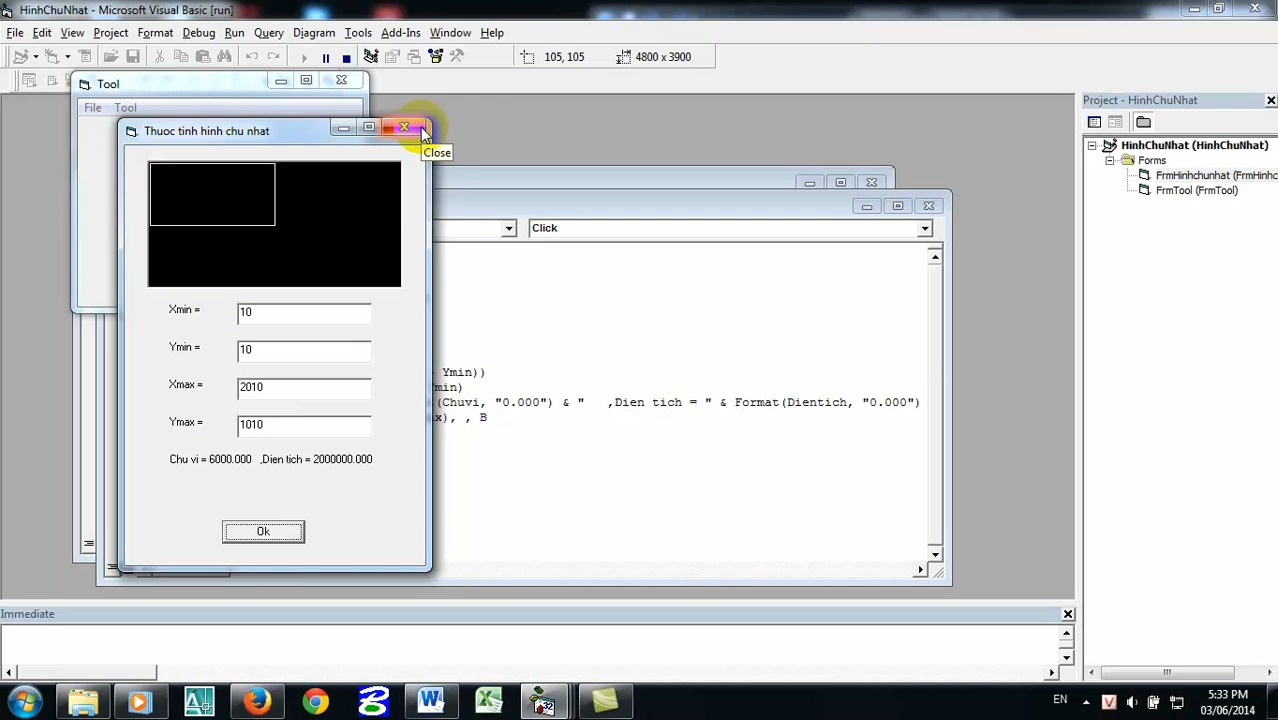 HinhChuNhat - Microsoft Visual Basic [run]
File Edit View Project Format Debug Run Query Diagram Tools Add-Ins Window Help
105, 105 4800 x 3900
Tool
File Tool
Thuoc tinh hinh chu nhat
Close
Xmin = 10
Ymin = 10
Xmax = 2010
Ymax = 1010
Chu vi = 6000.000 ,Dien tich = 2000000.000
Ok
Click
Ymin))
min)
(Chuvi, "0.000") & " ,Dien tich = " & Format(Dientich, "0.000")
x), , B
Project - HinhChuNhat
HinhChuNhat (HinhChuNhat)
Forms
FrmHinhchunhat (FrmHinhc
FrmTool (FrmTool)
Immediate
EN
5:33 PM
03/06/2014